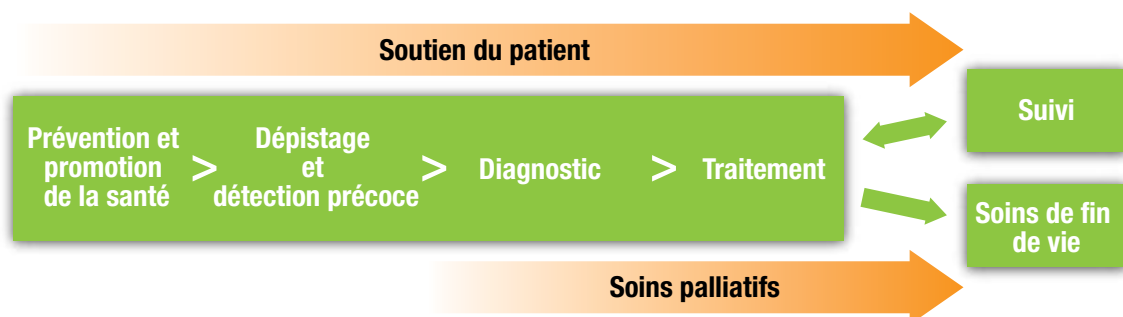 Soutien du patient
Prévention et
promotion
de la santé
>
Dépistage
et
détection précoce
>
Diagnostic
>
Traitement
Suivi
Soins de fin
de vie
Soins palliatifs